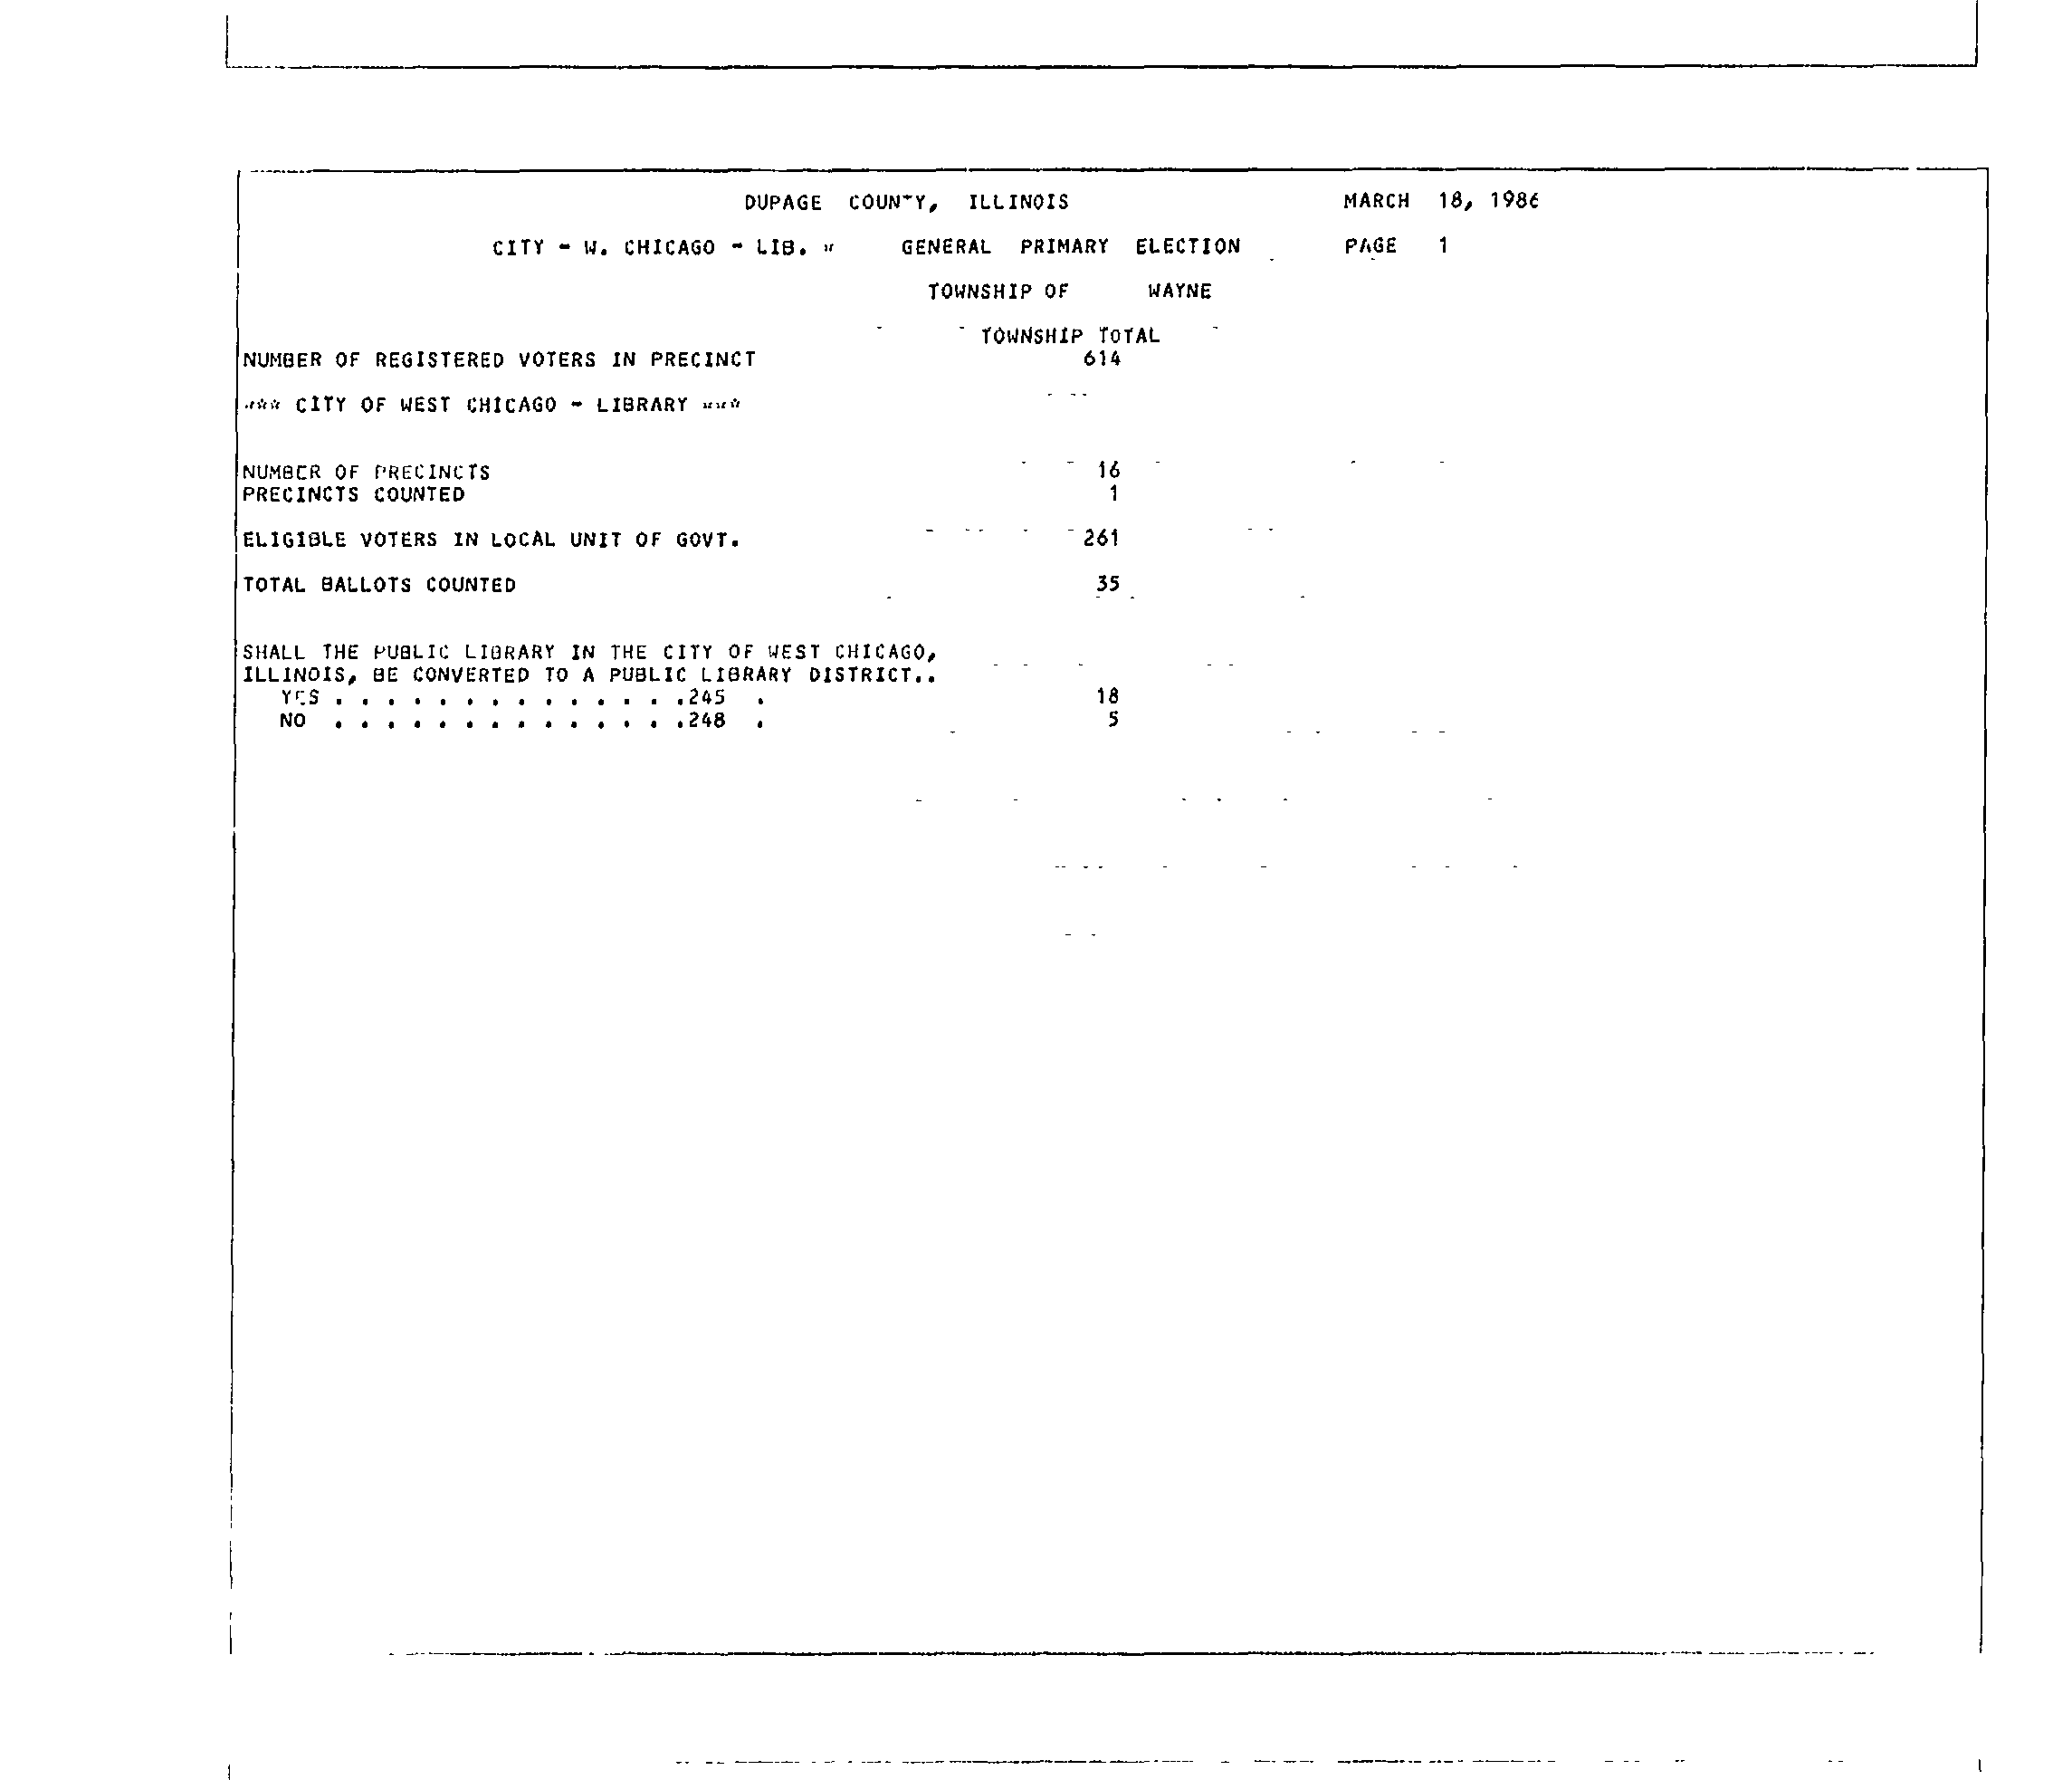 DUPAGE COUNTY, ILLINOIS MARCH 18, 1986
CITY - W. CHICAGO - LIB. * GENERAL PRIMARY ELECTION PAGE 1
TOWNSHIP OF WAYNE
TOWNSHIP TOTAL
NUMBER OF REGISTERED VOTERS IN PRECINCT 614
*** CITY OF WEST CHICAGO - LIBRARY ***
NUMBER OF PRECINCTS 16
PRECINCTS COUNTED 1
ELIGIBLE VOTERS IN LOCAL UNIT OF GOVT. 261
TOTAL BALLOTS COUNTED 35
SHALL THE PUBLIC LIBRARY IN THE CITY OF WEST CHICAGO,
ILLINOIS, BE CONVERTED TO A PUBLIC LIBRARY DISTRICT..
YES . . . . . . . . . . . . . .245 . 18
NO . . . . . . . . . . . . . .248 . 5